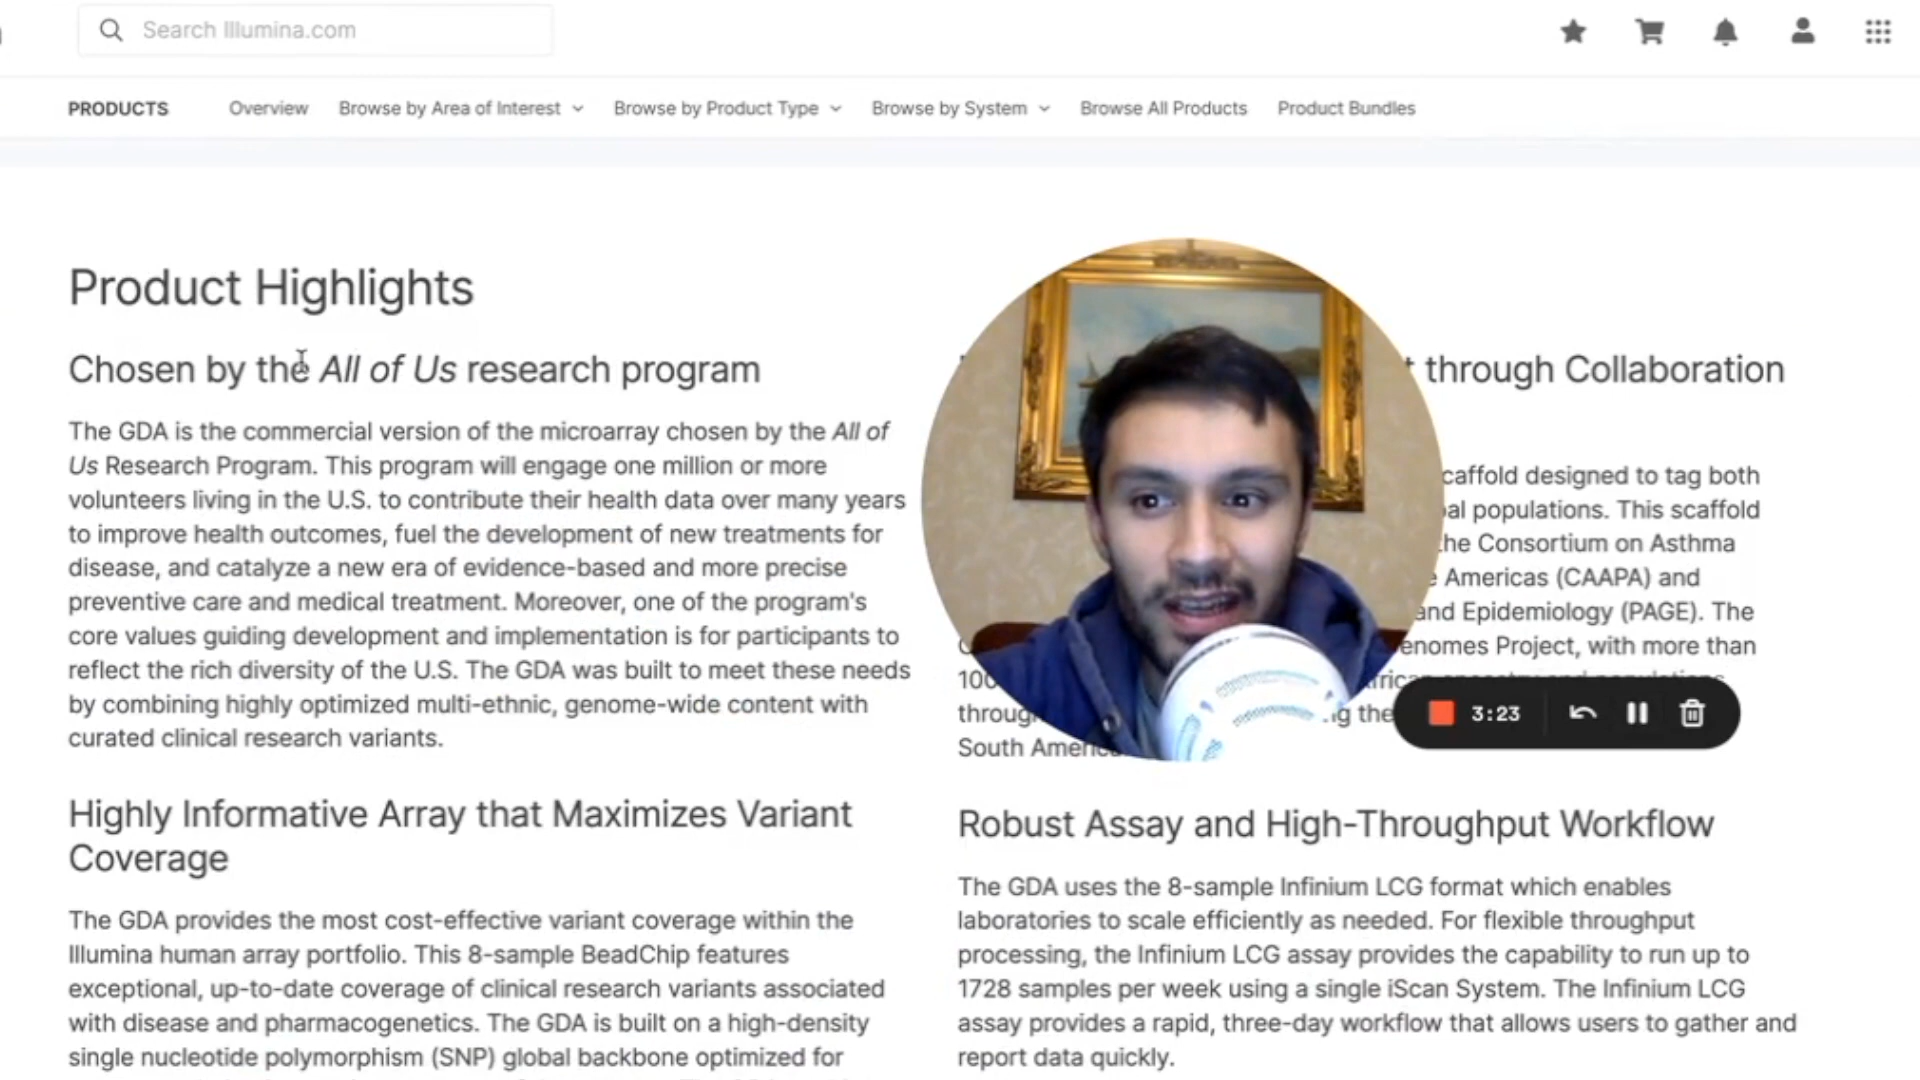 Search Illumina.com
PRODUCTS Overview Browse by Area of Interest Browse by Product Type Browse by System Browse All Products Product Bundles
Product Highlights
Chosen by the All of Us research program
The GDA is the commercial version of the microarray chosen by the All of
Us Research Program. This program will engage one million or more
volunteers living in the U.S. to contribute their health data over many years
to improve health outcomes, fuel the development of new treatments for
disease, and catalyze a new era of evidence-based and more precise
preventive care and medical treatment. Moreover, one of the program's
core values guiding development and implementation is for participants to
reflect the rich diversity of the U.S. The GDA was built to meet these needs
by combining highly optimized multi-ethnic, genome-wide content with
curated clinical research variants.
Highly Informative Array that Maximizes Variant
Coverage
The GDA provides the most cost-effective variant coverage within the
Illumina human array portfolio. This 8-sample BeadChip features
exceptional, up-to-date coverage of clinical research variants associated
with disease and pharmacogenetics. The GDA is built on a high-density
single nucleotide polymorphism (SNP) global backbone optimized for
through Collaboration
designed to tag both
populations. This scaffold
the Consortium on Asthma
Americas (CAAPA) and
and Epidemiology (PAGE). The
Project, with more than
the
South
3:23
Robust Assay and High-Throughput Workflow
The GDA uses the 8-sample Infinium LCG format which enables
laboratories to scale efficiently as needed. For flexible throughput
processing, the Infinium LCG assay provides the capability to run up to
1728 samples per week using a single iScan System. The Infinium LCG
assay provides a rapid, three-day workflow that allows users to gather and
report data quickly.